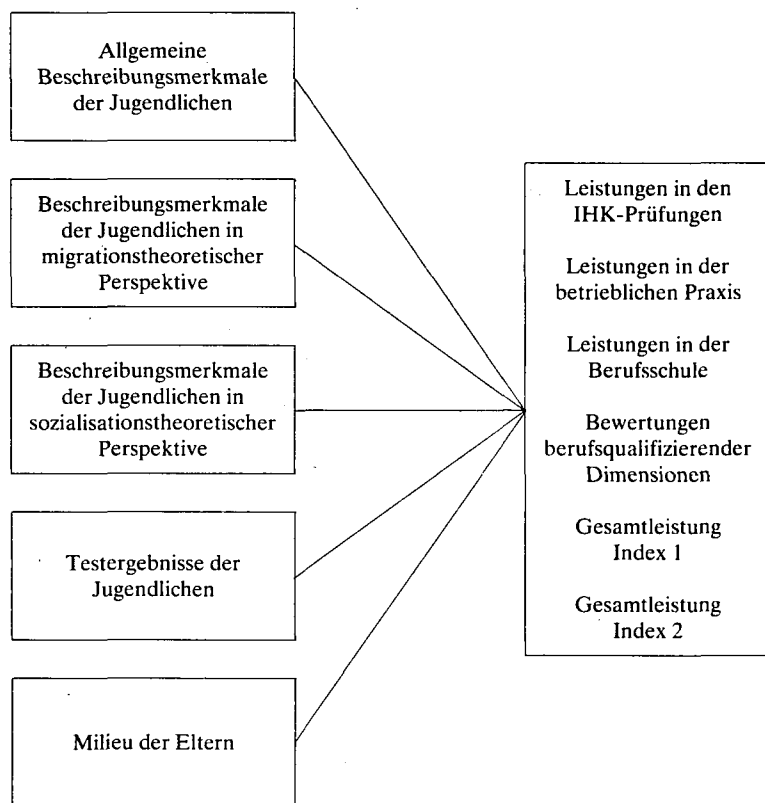 Allgemeine
Beschreibungsmerkmale
der Jugendlichen
Beschreibungsmerkmale
der Jugendlichen in
migrationstheoretischer
Perspektive
Beschreibungsmerkmale
der Jugendlichen in
sozialisationstheoretischer
Perspektive
Testergebnisse der
Jugendlichen
Milieu der Eltern
Leistungen in den
IHK-Prüfungen
Leistungen in der
betrieblichen Praxis
Leistungen in der
Berufsschule
Bewertungen
berufsqualifizierender
Dimensionen
Gesamtleistung
Index 1
Gesamtleistung
Index 2